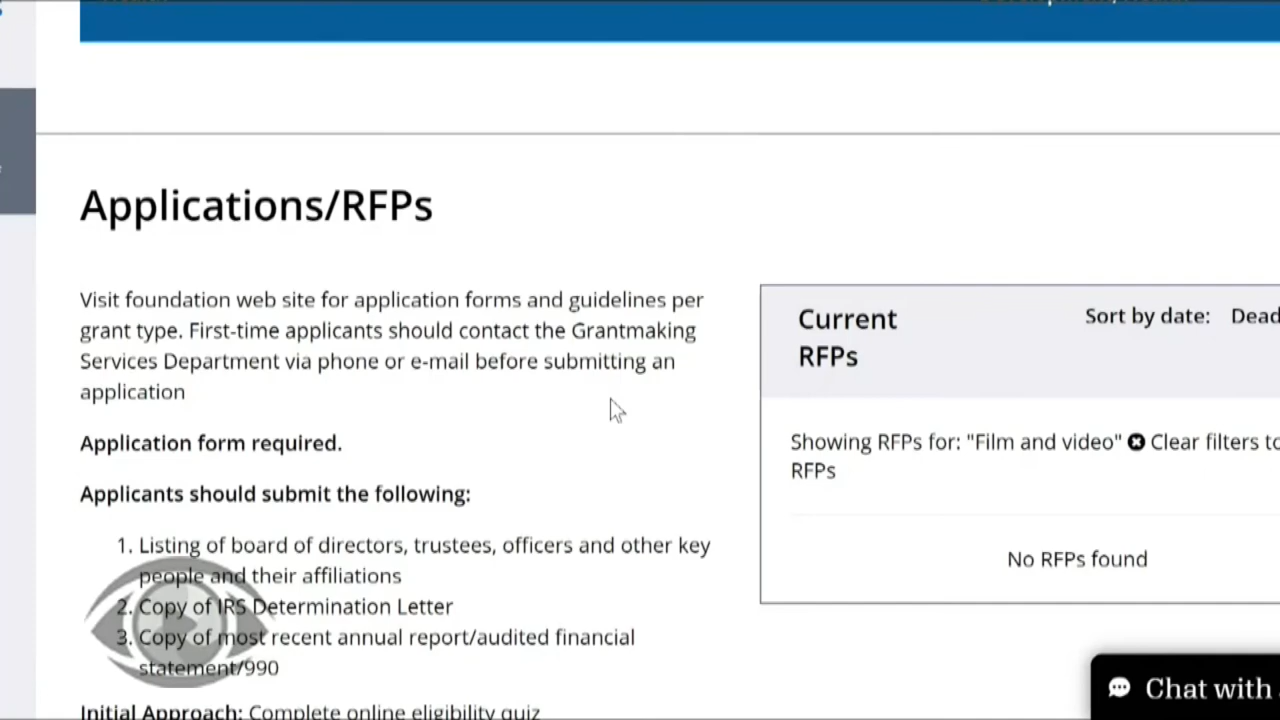 Applications/RFPs
Visit foundation web site for application forms and guidelines per
grant type. First-time applicants should contact the Grantmaking
Services Department via phone or e-mail before submitting an
application
Application form required.
Applicants should submit the following:
1. Listing of board of directors, trustees, officers and other key
people and their affiliations
2. Copy of IRS Determination Letter
3. Copy of most recent annual report/audited financial
statement/990
Initial Approach: Complete online eligibility quiz
Current
RFPs
Sort by date: Dead
Showing RFPs for: "Film and video" Clear filters to
RFPs
No RFPs found
Chat with